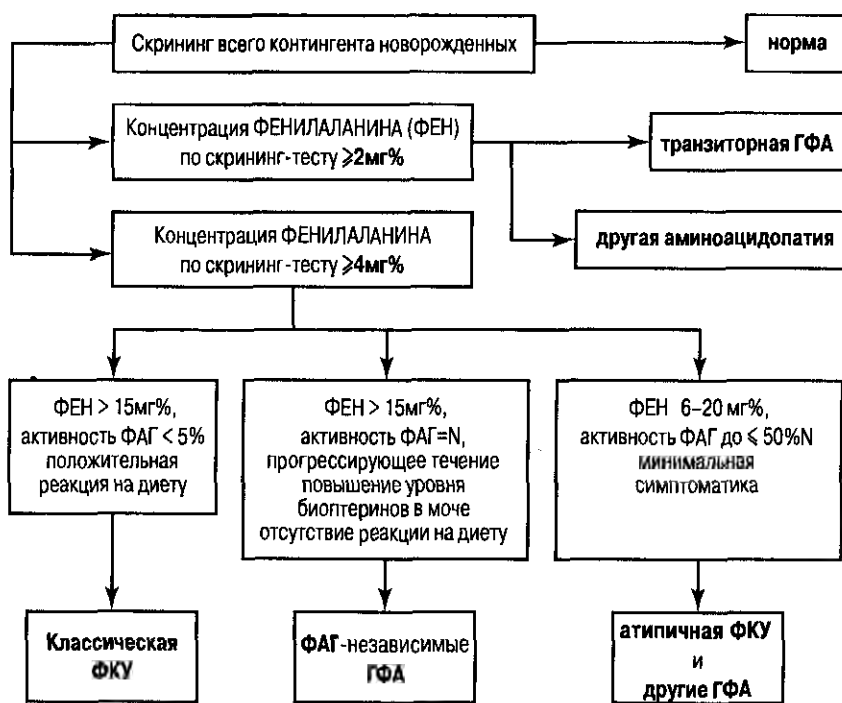 Скрининг всего контингента новорожденных
норма
Концентрация ФЕНИЛАЛАНИНА (ФЕН)
по скрининг-тесту ⩾2мг%
транзиторная ГФА
другая аминоацидопатия
Концентрация ФЕНИЛАЛАНИНА
по скрининг-тесту ⩾4мг%
ФЕН > 15мг%,
активность ФАГ < 5%
положительная
реакция на диету
ФЕН > 15мг%,
активность ФАГ=N,
прогрессирующее течение
повышение уровня
биоптеринов в моче
отсутствие реакции на диету
ФЕН 6–20 мг%,
активность ФАГ до ⩽ 50%N
минимальная
симптоматика
Классическая
ФКУ
ФАГ-независимые
ГФА
атипичная ФКУ
и
другие ГФА